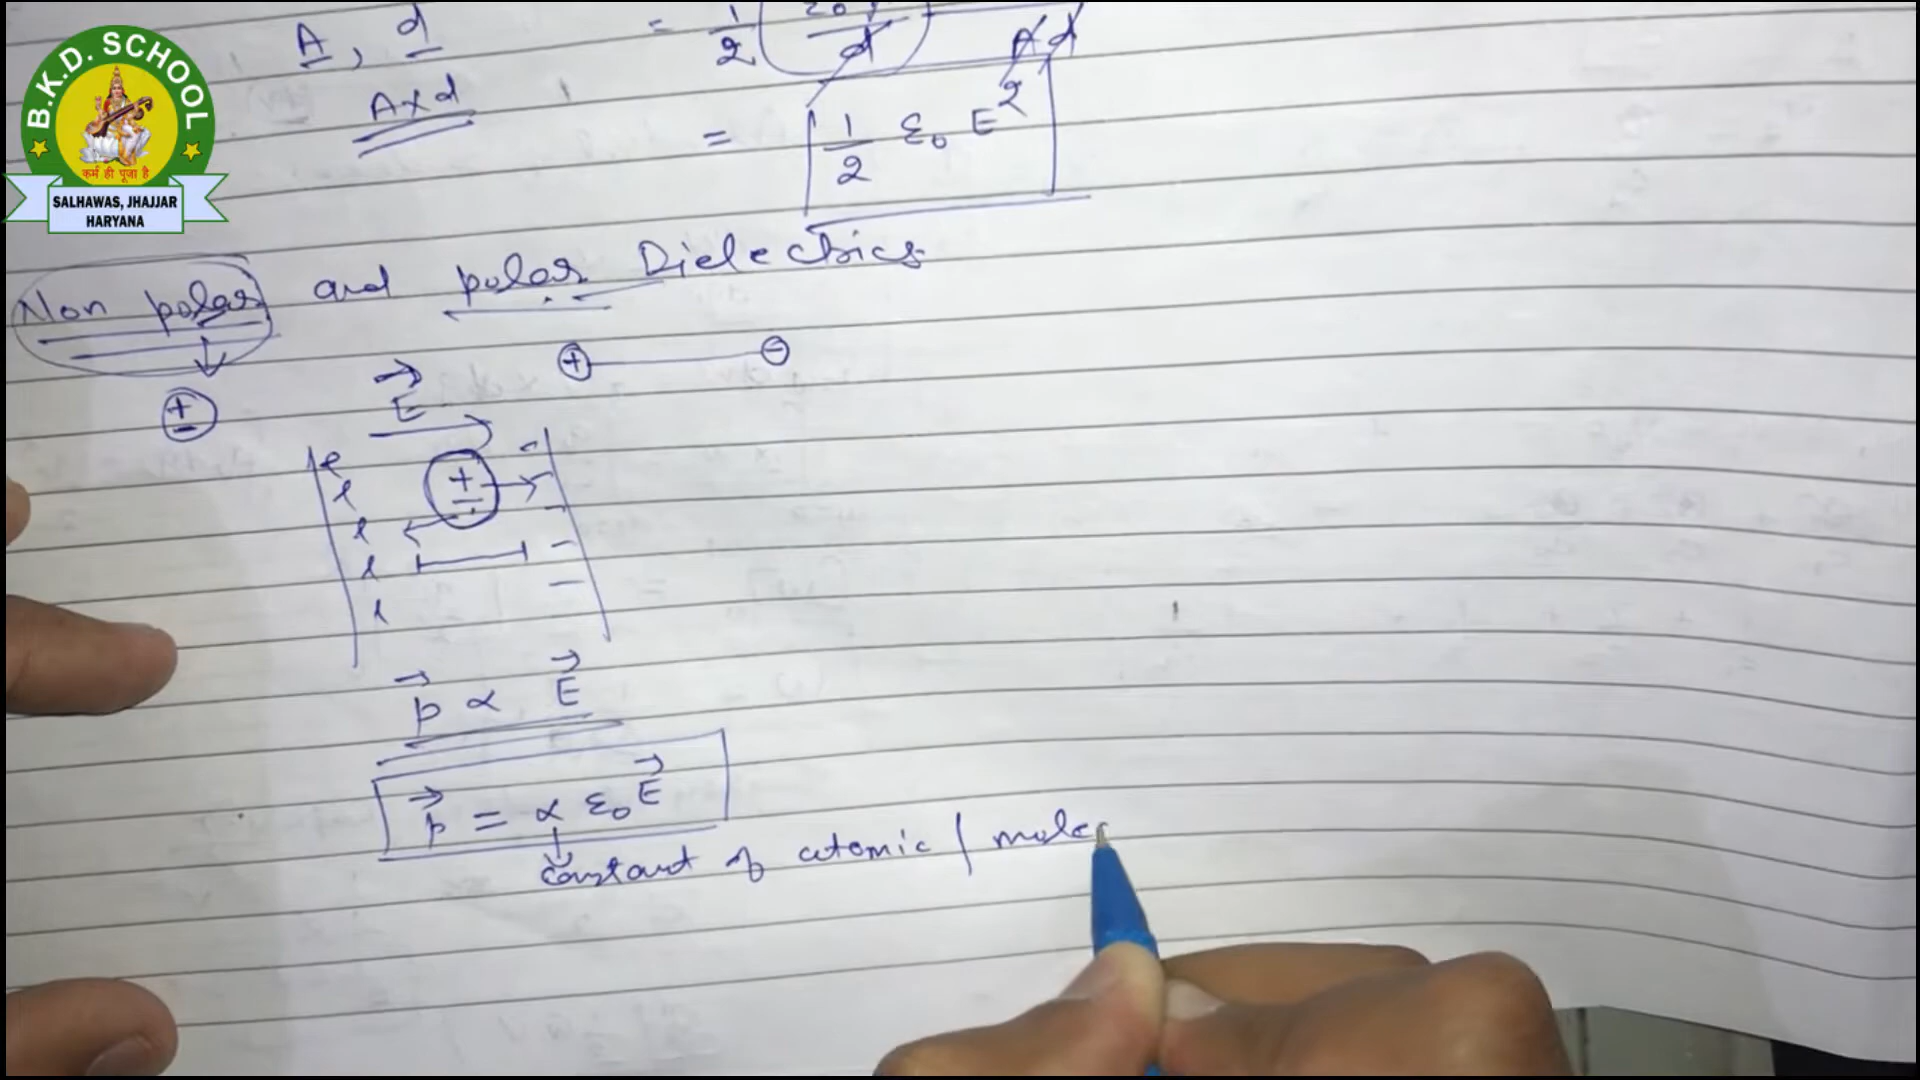 B.K.D. SCHOOL
कर्म ही पूजा है
SALHAWAS, JHAJJAR
HARYANA
A, d
A×d
= 1/2 d Ad
= 1/2 ε₀ E²
Non polar and polar Dielectrics
+ -
±
E
±
p ∝ E
p = α ε₀ E
Constant of atomic / molec